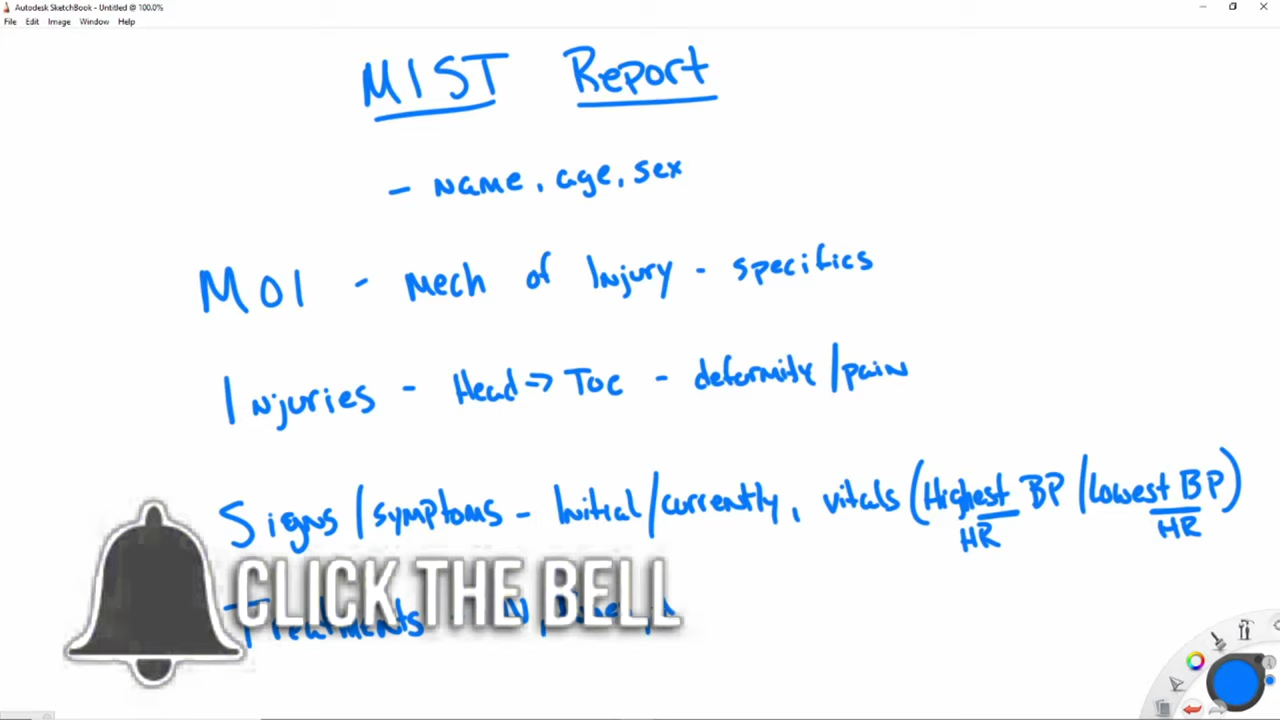 Autodesk SketchBook - Untitled @ 100.0%
File Edit Image Window Help
MIST Report
- name, age, sex
MOI - Mech of Injury - specifics
Injuries - Head => Toe - deformity/pain
Signs/symptoms - Initial/currently, vitals (Highest BP/lowest BP)
HR HR
CLICK THE BELL
Treatments